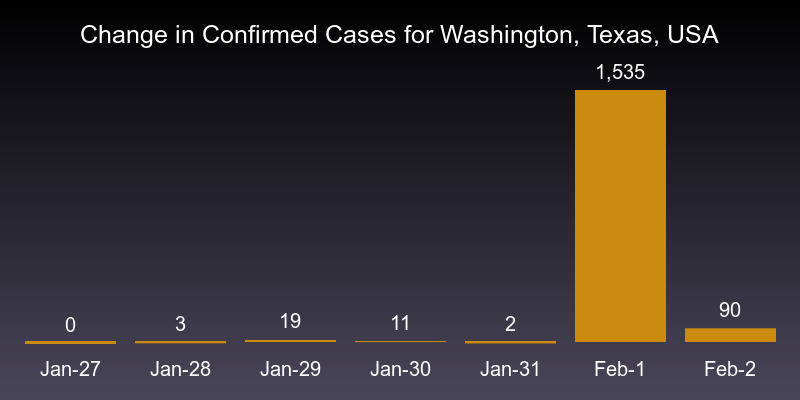 Change in Confirmed Cases for Washington, Texas, USA
1,535
0 3 19 11 2 90
Jan-27 Jan-28 Jan-29 Jan-30 Jan-31 Feb-1 Feb-2